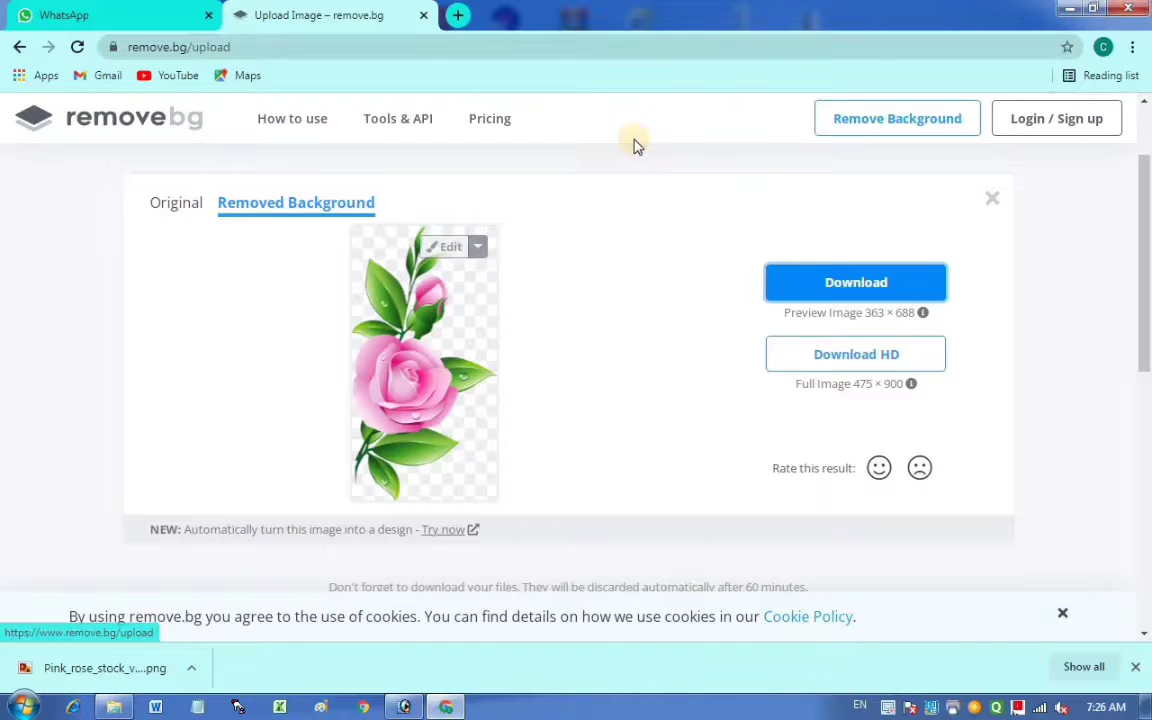 WhatsApp
Upload Image – remove.bg
remove.bg/upload
C
Apps
Gmail
YouTube
Maps
Reading list
removebg
How to use
Tools & API
Pricing
Remove Background
Login / Sign up
Original
Removed Background
Edit
Download
Preview Image 363 × 688
Download HD
Full Image 475 × 900
Rate this result:
NEW: Automatically turn this image into a design - Try now
Don't forget to download your files. They will be discarded automatically after 60 minutes.
By using remove.bg you agree to the use of cookies. You can find details on how we use cookies in our Cookie Policy.
https://www.remove.bg/upload
Pink_rose_stock_v....png
Show all
EN
7:26 AM